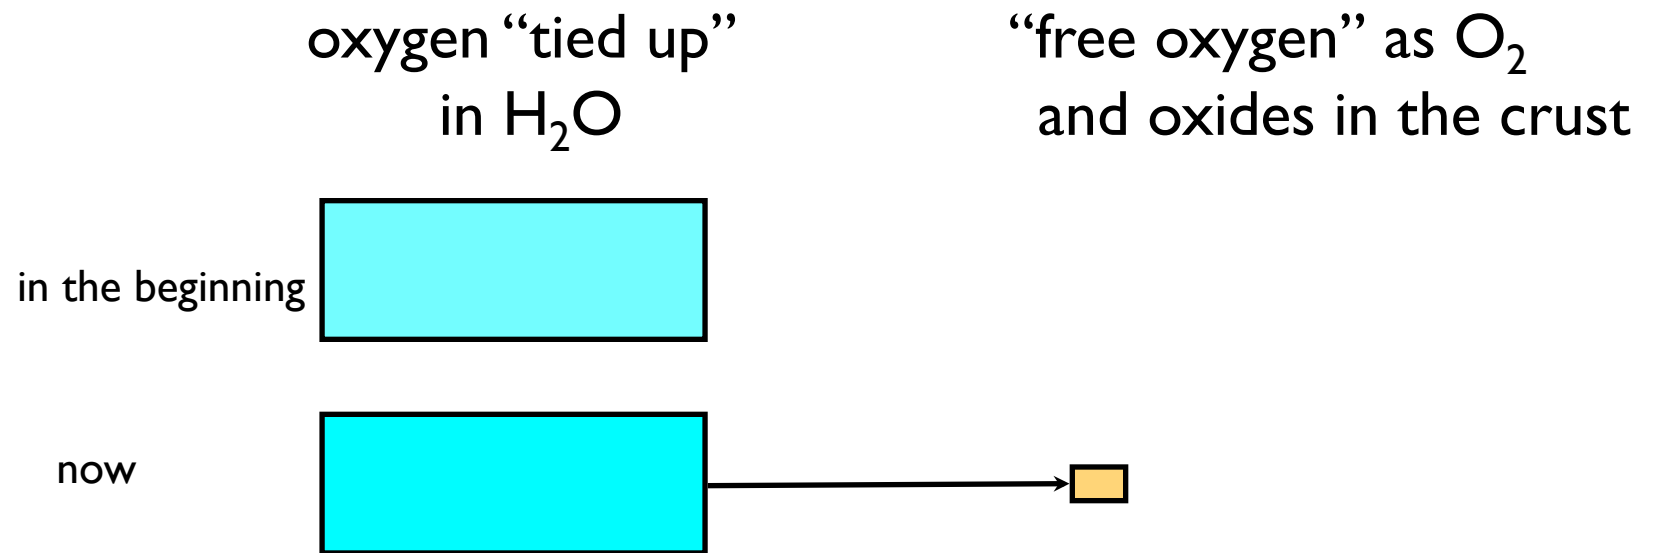 oxygen “tied up”
in H₂O
“free oxygen” as O₂
and oxides in the crust
in the beginning
now